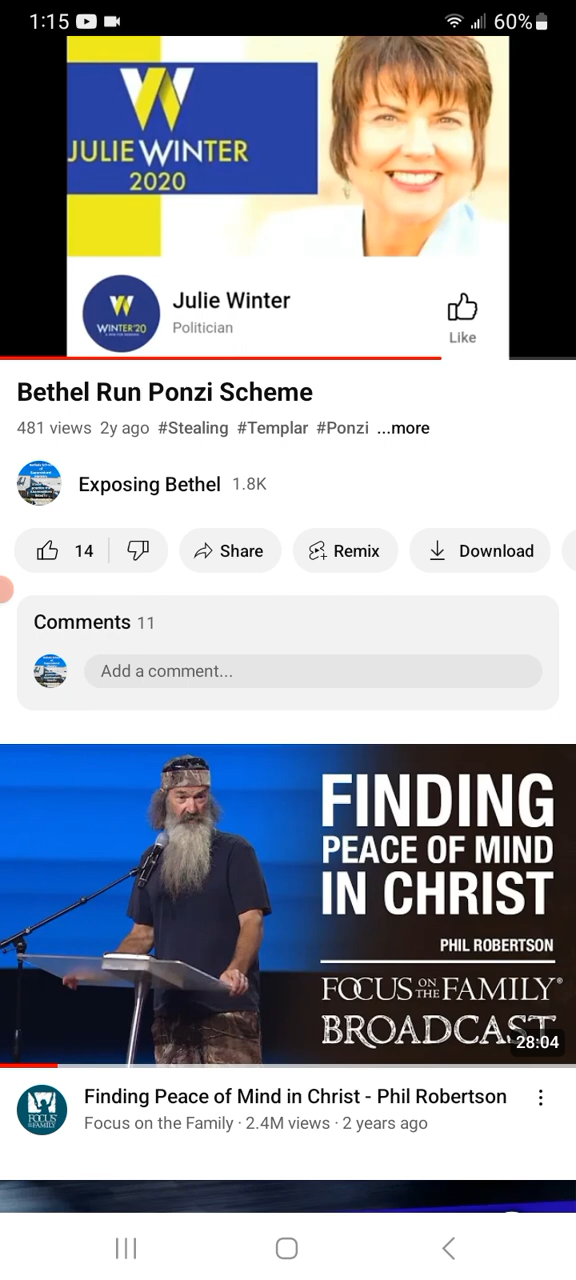 1:15
60%
JULIE WINTER
2020
WINTER'20
Julie Winter
Politician
Like
Bethel Run Ponzi Scheme
481 views 2y ago #Stealing #Templar #Ponzi ...more
Exposing Bethel 1.8K
14
Share
Remix
Download
Comments 11
Add a comment...
FINDING
PEACE OF MIND
IN CHRIST
PHIL ROBERTSON
FOCUS ON THE FAMILY®
BROADCAST
28:04
FOCUS
FAMILY
Finding Peace of Mind in Christ - Phil Robertson
Focus on the Family · 2.4M views · 2 years ago